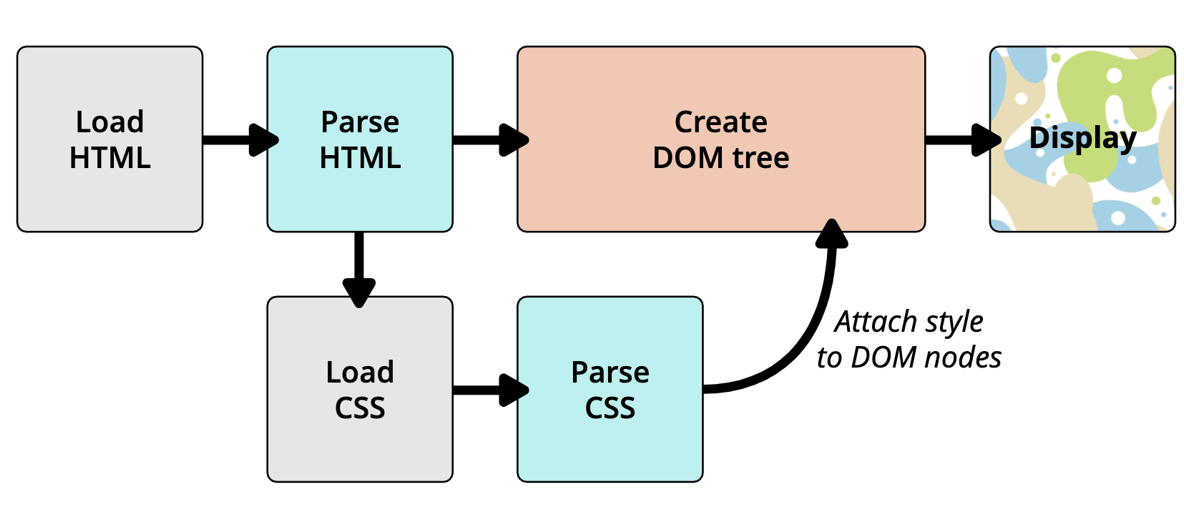 Load
HTML
Parse
HTML
Create
DOM tree
Display
Load
CSS
Parse
CSS
Attach style
to DOM nodes